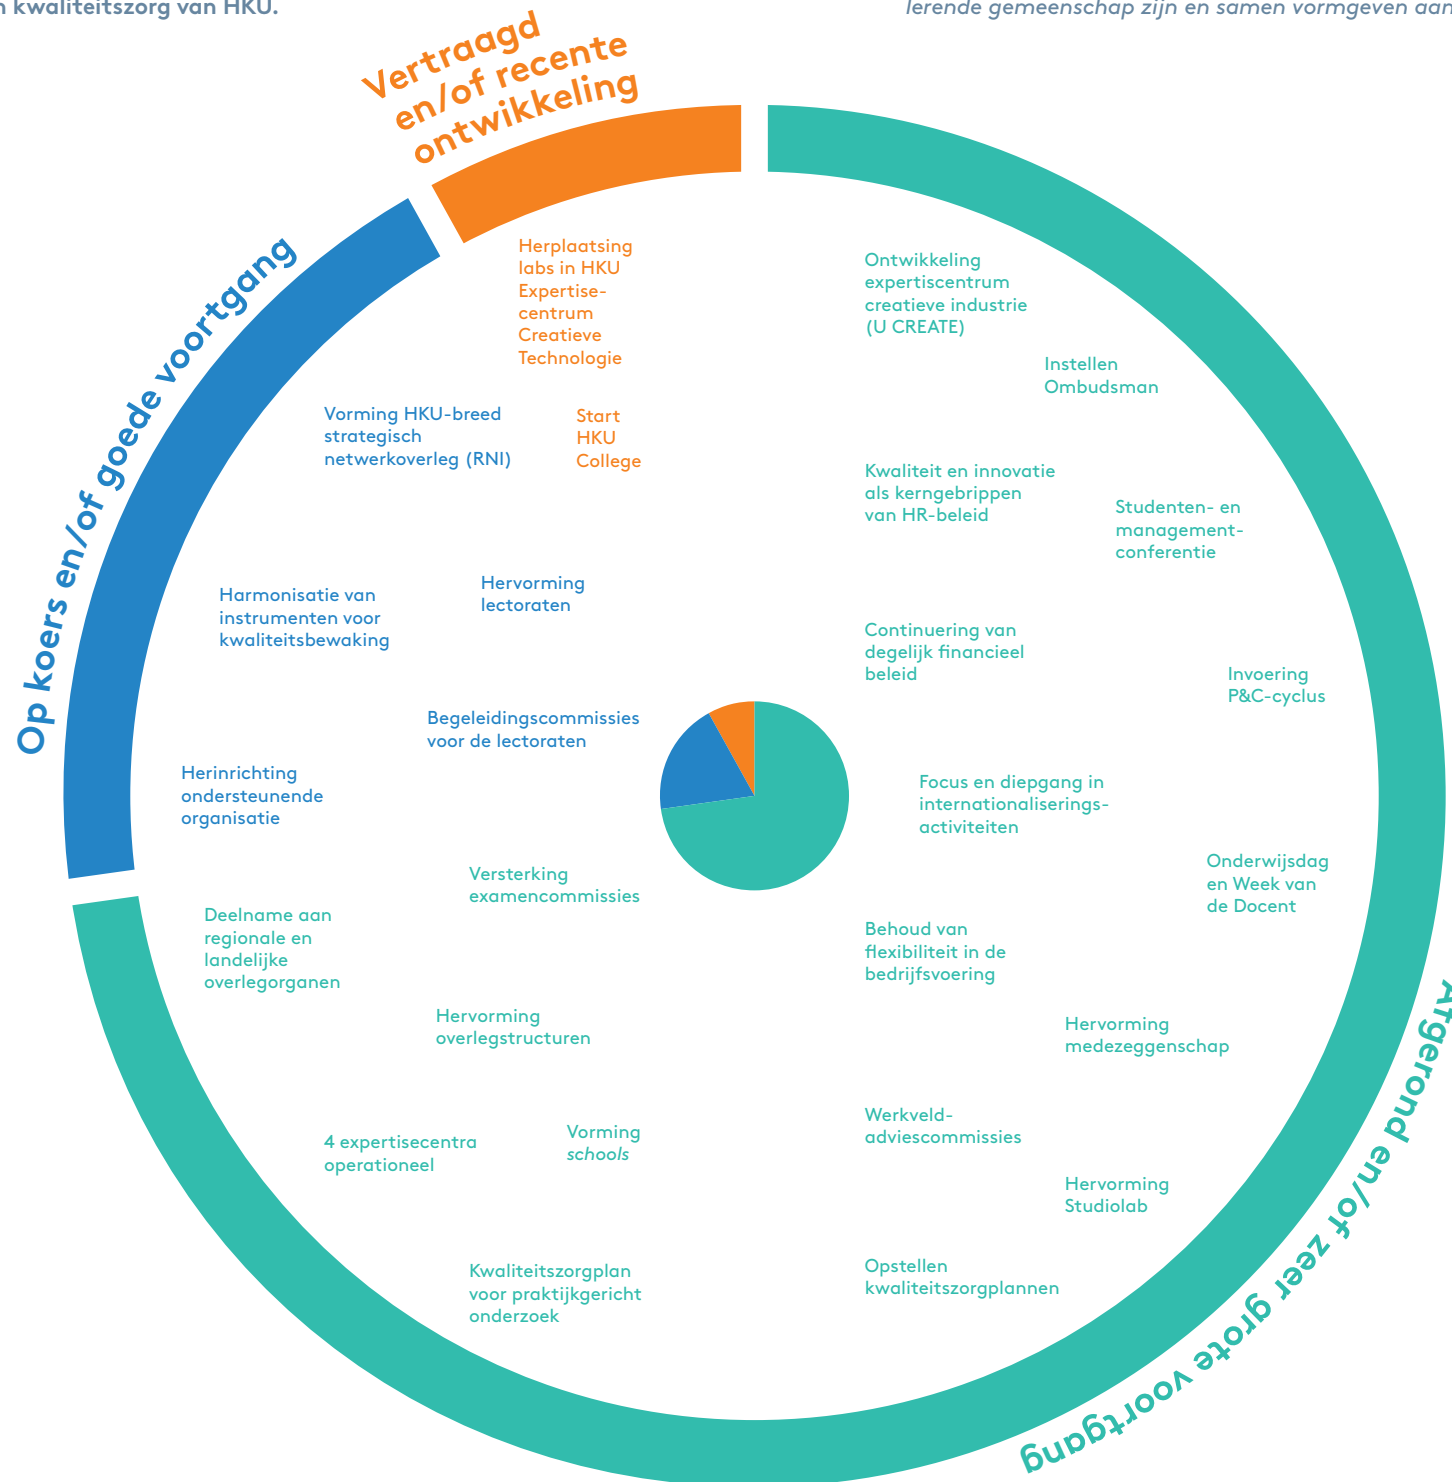 n kwaliteitszorg van HKU.
lerende gemeenschap zijn en samen vormgeven aan
Vertraagd
en/of recente
ontwikkeling
Op koers en/of goede voortgang
Afgerond en/of zeer grote voortgang
Herplaatsing
labs in HKU
Expertise-
centrum
Creatieve
Technologie
Start
HKU
College
Vorming HKU-breed
strategisch
netwerkoverleg (RNI)
Harmonisatie van
instrumenten voor
kwaliteitsbewaking
Hervorming
lectoraten
Begeleidingscommissies
voor de lectoraten
Herinrichting
ondersteunende
organisatie
Versterking
examencommissies
Deelname aan
regionale en
landelijke
overlegorganen
Hervorming
overlegstructuren
4 expertisecentra
operationeel
Vorming
schools
Kwaliteitszorgplan
voor praktijkgericht
onderzoek
Ontwikkeling
expertiscentrum
creatieve industrie
(U CREATE)
Instellen
Ombudsman
Kwaliteit en innovatie
als kerngebrippen
van HR-beleid
Studenten- en
management-
conferentie
Continuering van
degelijk financieel
beleid
Invoering
P&C-cyclus
Focus en diepgang in
internationaliserings-
activiteiten
Onderwijsdag
en Week van
de Docent
Behoud van
flexibiliteit in de
bedrijfsvoering
Hervorming
medezeggenschap
Werkveld-
adviescommissies
Hervorming
Studiolab
Opstellen
kwaliteitszorgplannen